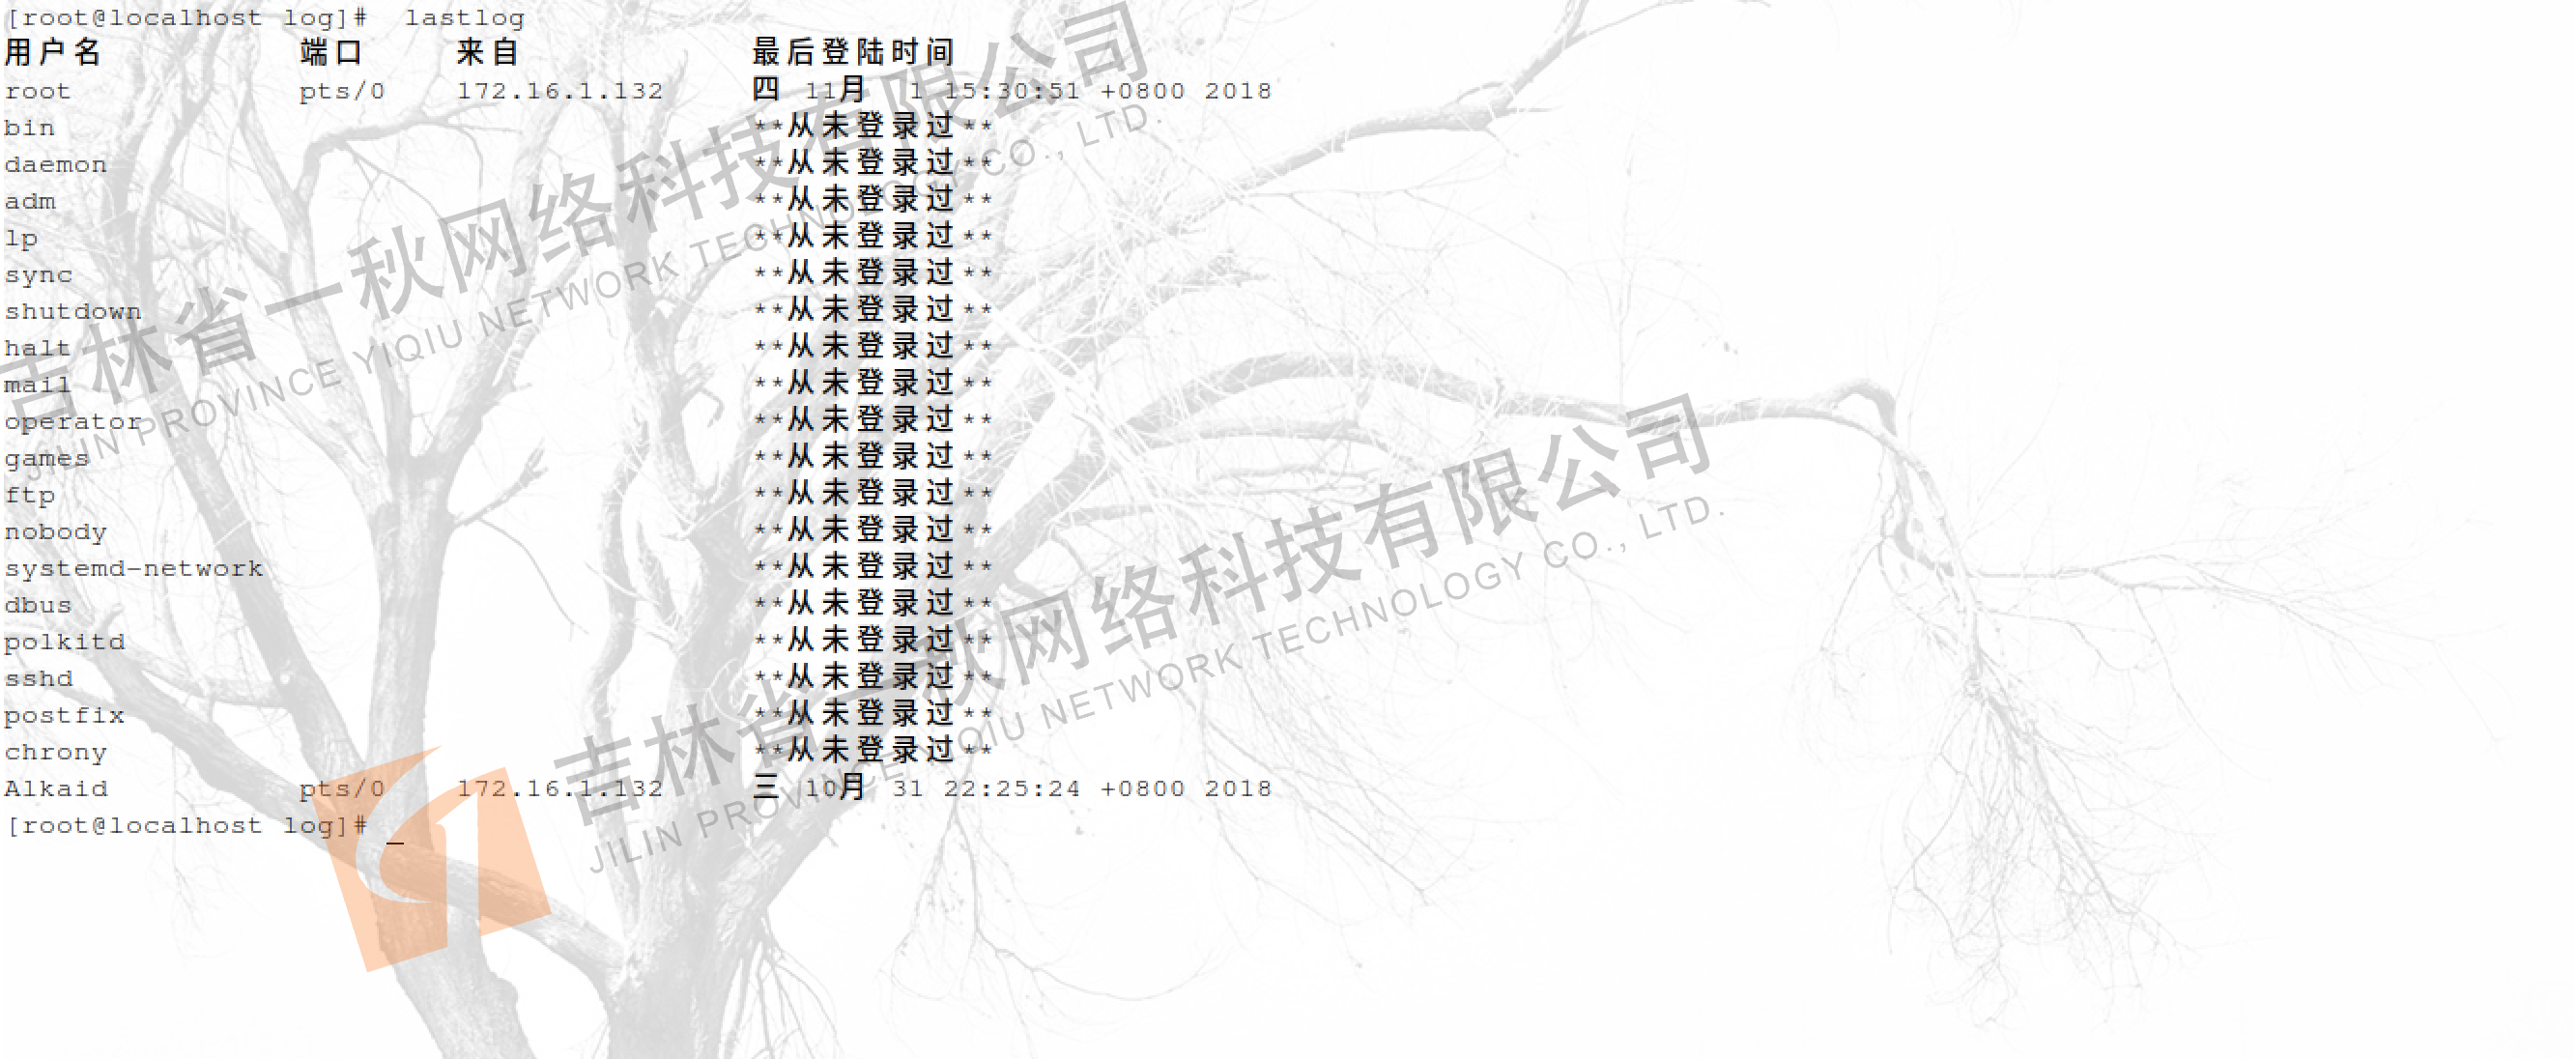 [root@localhost log]# lastlog
用户名 端口 来自 最后登陆时间
root pts/0 172.16.1.132 四 11月 1 15:30:51 +0800 2018
bin **从未登录过**
daemon **从未登录过**
adm **从未登录过**
lp **从未登录过**
sync **从未登录过**
shutdown **从未登录过**
halt **从未登录过**
mail **从未登录过**
operator **从未登录过**
games **从未登录过**
ftp **从未登录过**
nobody **从未登录过**
systemd-network **从未登录过**
dbus **从未登录过**
polkitd **从未登录过**
sshd **从未登录过**
postfix **从未登录过**
chrony **从未登录过**
Alkaid pts/0 172.16.1.132 三 10月 31 22:25:24 +0800 2018
[root@localhost log]# _
吉林省一秋网络科技有限公司
JILIN PROVINCE YIQIU NETWORK TECHNOLOGY CO., LTD.
吉林省一秋网络科技有限公司
JILIN PROVINCE YIQIU NETWORK TECHNOLOGY CO., LTD.